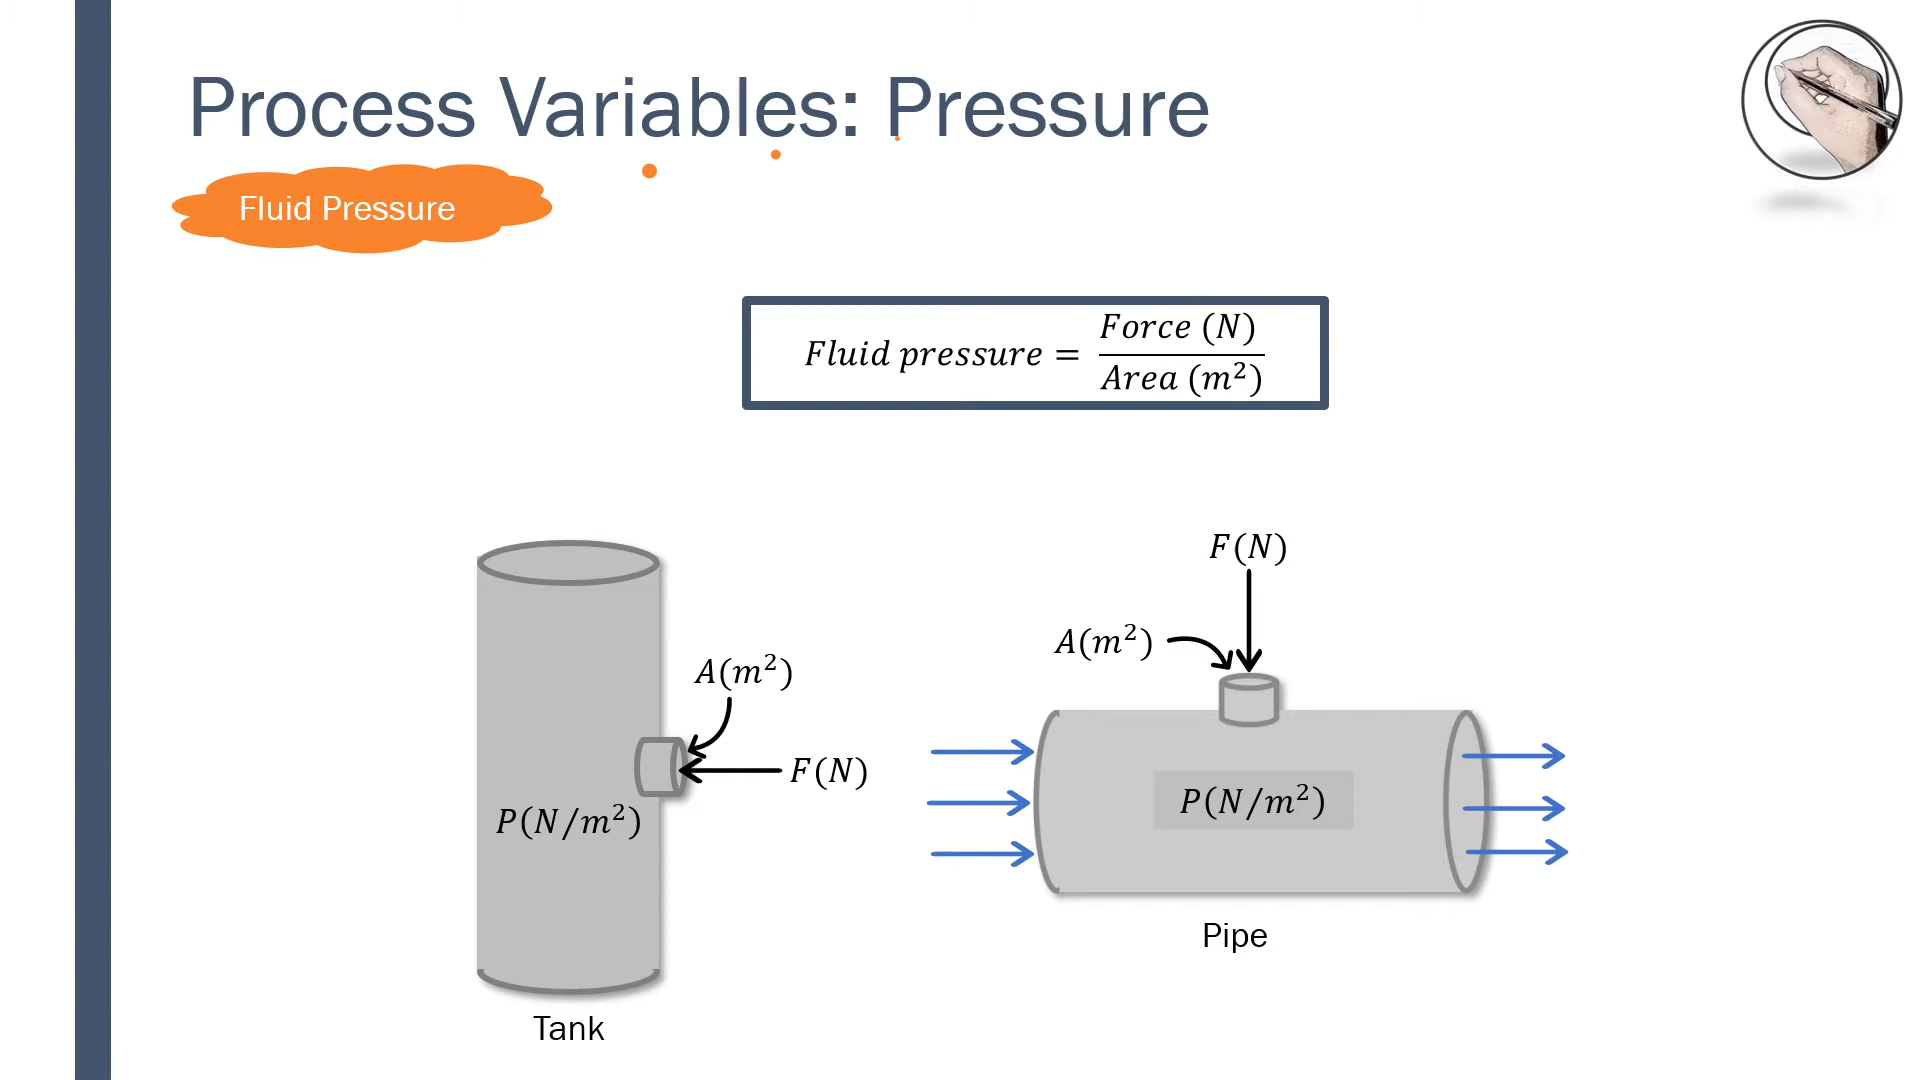 Process Variables: Pressure
Fluid Pressure
Fluid pressure = Force (N) / Area (m²)
F(N)
A(m²)
A(m²)
F(N)
P(N/m²)
P(N/m²)
Pipe
Tank